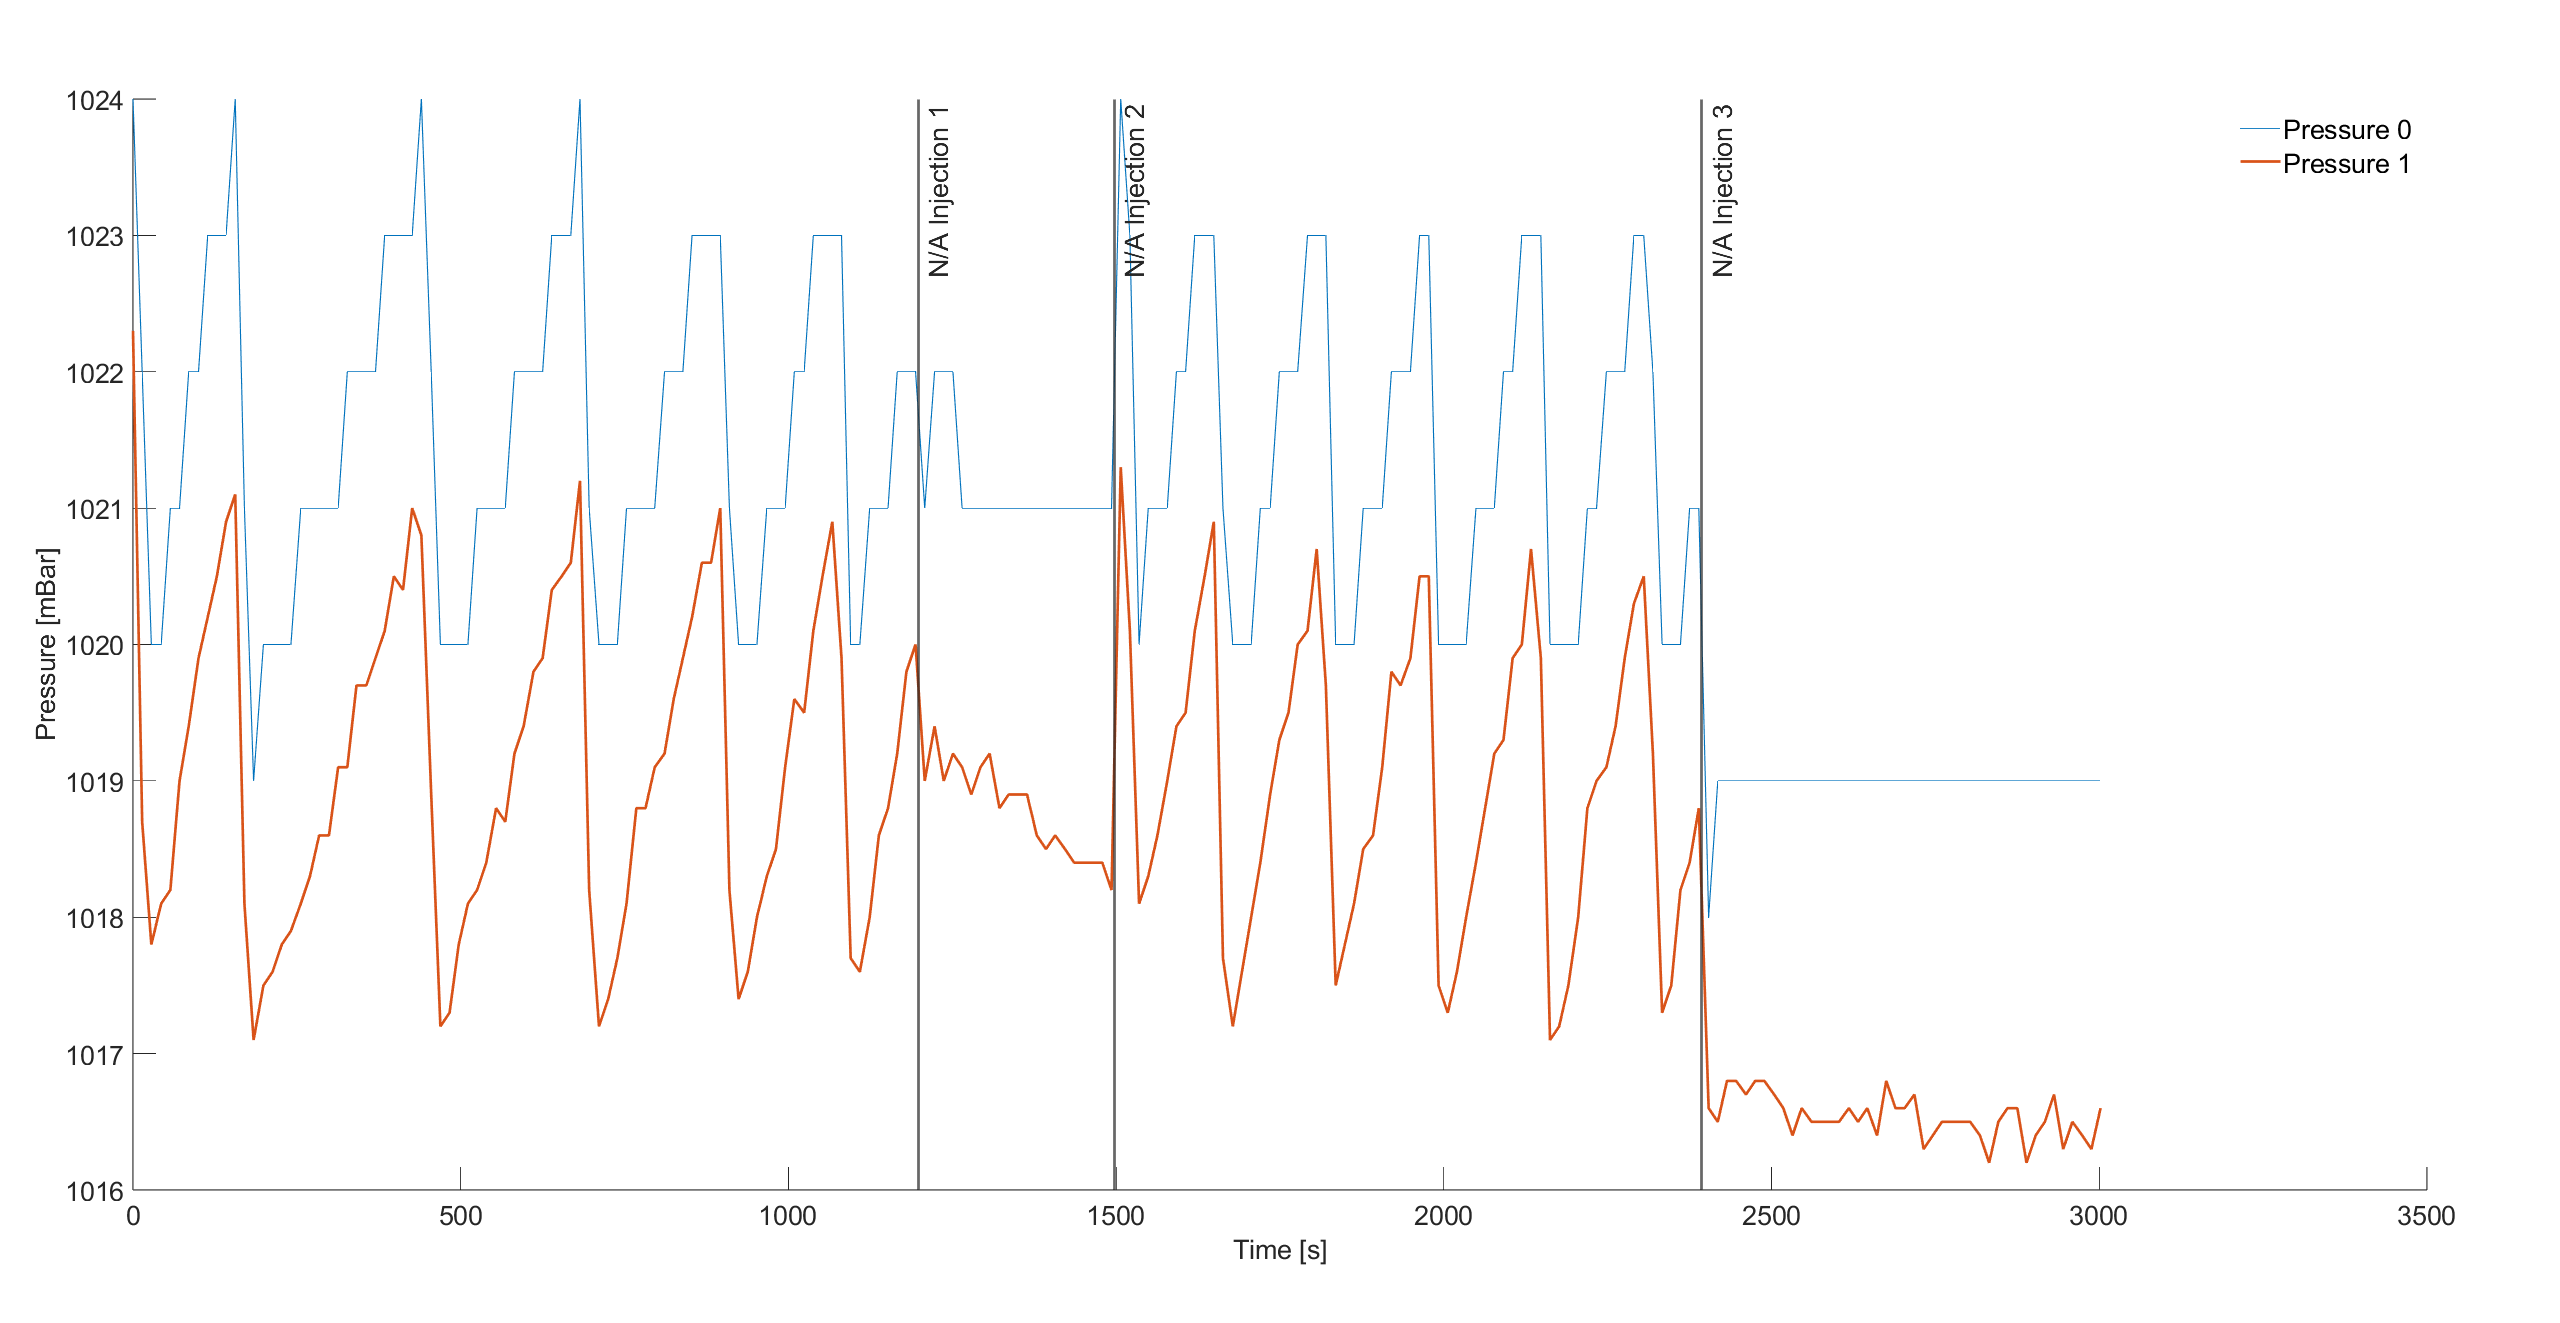 1024
1023
1022
1021
1020
1019
1018
1017
1016
0
500
1000
1500
2000
2500
3000
3500
Time [s]
Pressure [mBar]
N/A Injection 1
N/A Injection 2
N/A Injection 3
Pressure 0
Pressure 1